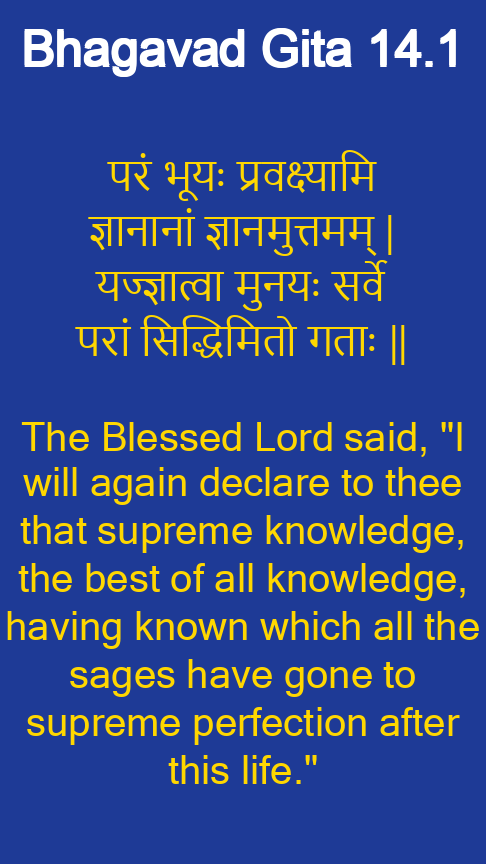 Bhagavad Gita 14.1
परं भूयः प्रवक्ष्यामि
ज्ञानानां ज्ञानमुत्तमम् |
यज्ज्ञात्वा मुनयः सर्वे
परां सिद्धिमितो गताः ||
The Blessed Lord said, "I
will again declare to thee
that supreme knowledge,
the best of all knowledge,
having known which all the
sages have gone to
supreme perfection after
this life."